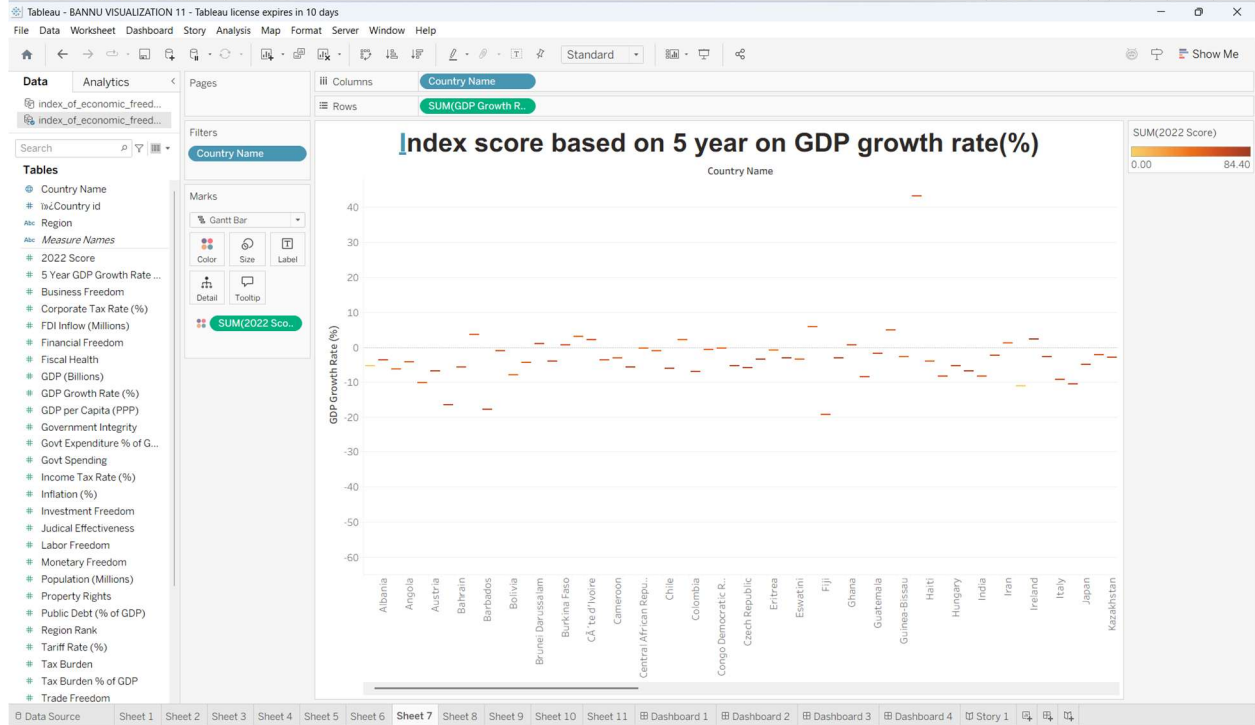 Tableau - BANNU VISUALIZATION 11 - Tableau license expires in 10 days
File Data Worksheet Dashboard Story Analysis Map Format Server Window Help
Standard
Show Me
Data Analytics
index_of_economic_freed...
index_of_economic_freed...
Search
Tables
Country Name
ï»¿Country id
Abc Region
Abc Measure Names
2022 Score
5 Year GDP Growth Rate ...
Business Freedom
Corporate Tax Rate (%)
FDI Inflow (Millions)
Financial Freedom
Fiscal Health
GDP (Billions)
GDP Growth Rate (%)
GDP per Capita (PPP)
Government Integrity
Govt Expenditure % of G...
Govt Spending
Income Tax Rate (%)
Inflation (%)
Investment Freedom
Judical Effectiveness
Labor Freedom
Monetary Freedom
Population (Millions)
Property Rights
Public Debt (% of GDP)
Region Rank
Tariff Rate (%)
Tax Burden
Tax Burden % of GDP
Trade Freedom
Pages
Filters
Country Name
Marks
Gantt Bar
Color Size Label
Detail Tooltip
SUM(2022 Sco..
Columns Country Name
Rows SUM(GDP Growth R..
Index score based on 5 year on GDP growth rate(%)
Country Name
GDP Growth Rate (%)
40
30
20
10
0
-10
-20
-30
-40
-50
-60
Albania
Angola
Austria
Bahrain
Barbados
Bolivia
Brunei Darussalam
Burkina Faso
CÃ´te d'Ivoire
Cameroon
Central African Repu..
Chile
Colombia
Congo Democratic R..
Czech Republic
Eritrea
Eswatini
Fiji
Ghana
Guatemala
Guinea-Bissau
Haiti
Hungary
India
Iran
Ireland
Italy
Japan
Kazakhstan
SUM(2022 Score)
0.00 84.40
Data Source Sheet 1 Sheet 2 Sheet 3 Sheet 4 Sheet 5 Sheet 6 Sheet 7 Sheet 8 Sheet 9 Sheet 10 Sheet 11 Dashboard 1 Dashboard 2 Dashboard 3 Dashboard 4 Story 1